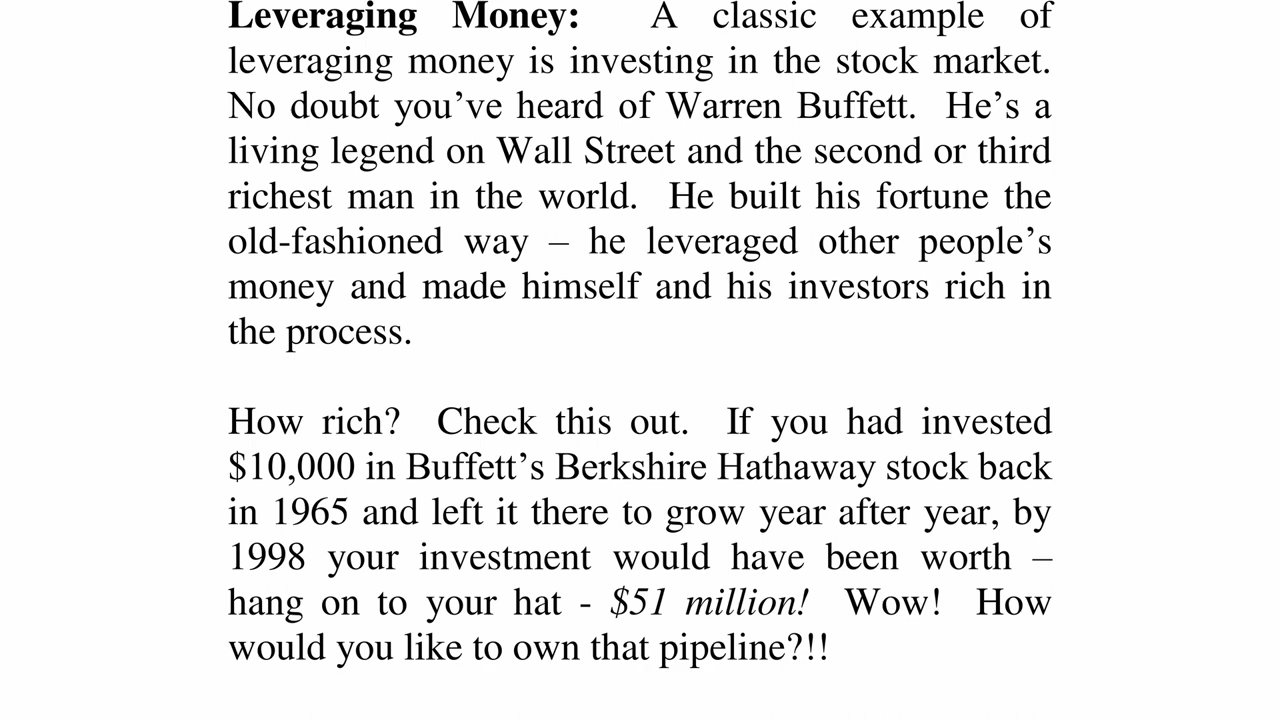 Leveraging Money: A classic example of
leveraging money is investing in the stock market.
No doubt you’ve heard of Warren Buffett. He’s a
living legend on Wall Street and the second or third
richest man in the world. He built his fortune the
old-fashioned way – he leveraged other people’s
money and made himself and his investors rich in
the process.
How rich? Check this out. If you had invested
$10,000 in Buffett’s Berkshire Hathaway stock back
in 1965 and left it there to grow year after year, by
1998 your investment would have been worth –
hang on to your hat - $51 million! Wow! How
would you like to own that pipeline?!!